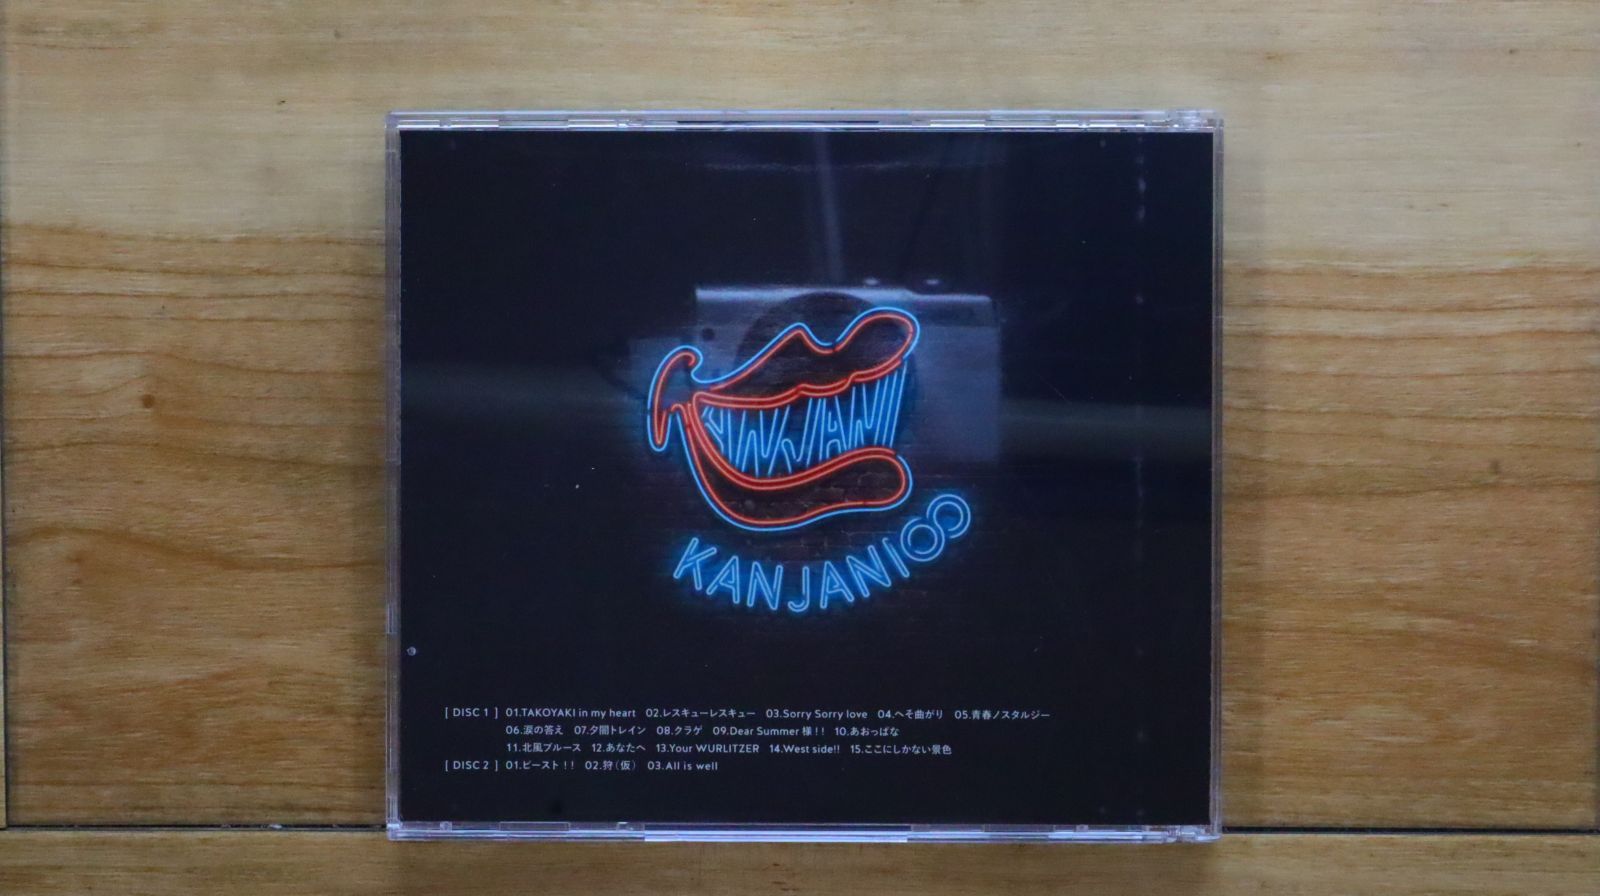 KANJANI
KANJANI∞
[ DISC 1 ] 01.TAKOYAKI in my heart 02.レスキューレスキュー 03.Sorry Sorry love 04.へそ曲がり 05.青春ノスタルジー
06.涙の答え 07.夕闇トレイン 08.クラゲ 09.Dear Summer 様!! 10.あおっぱな
11.北風ブルース 12.あなたへ 13.Your WURLITZER 14.West side!! 15.ここにしかない景色
[ DISC 2 ] 01.ビースト!! 02.狩(仮) 03.All is well